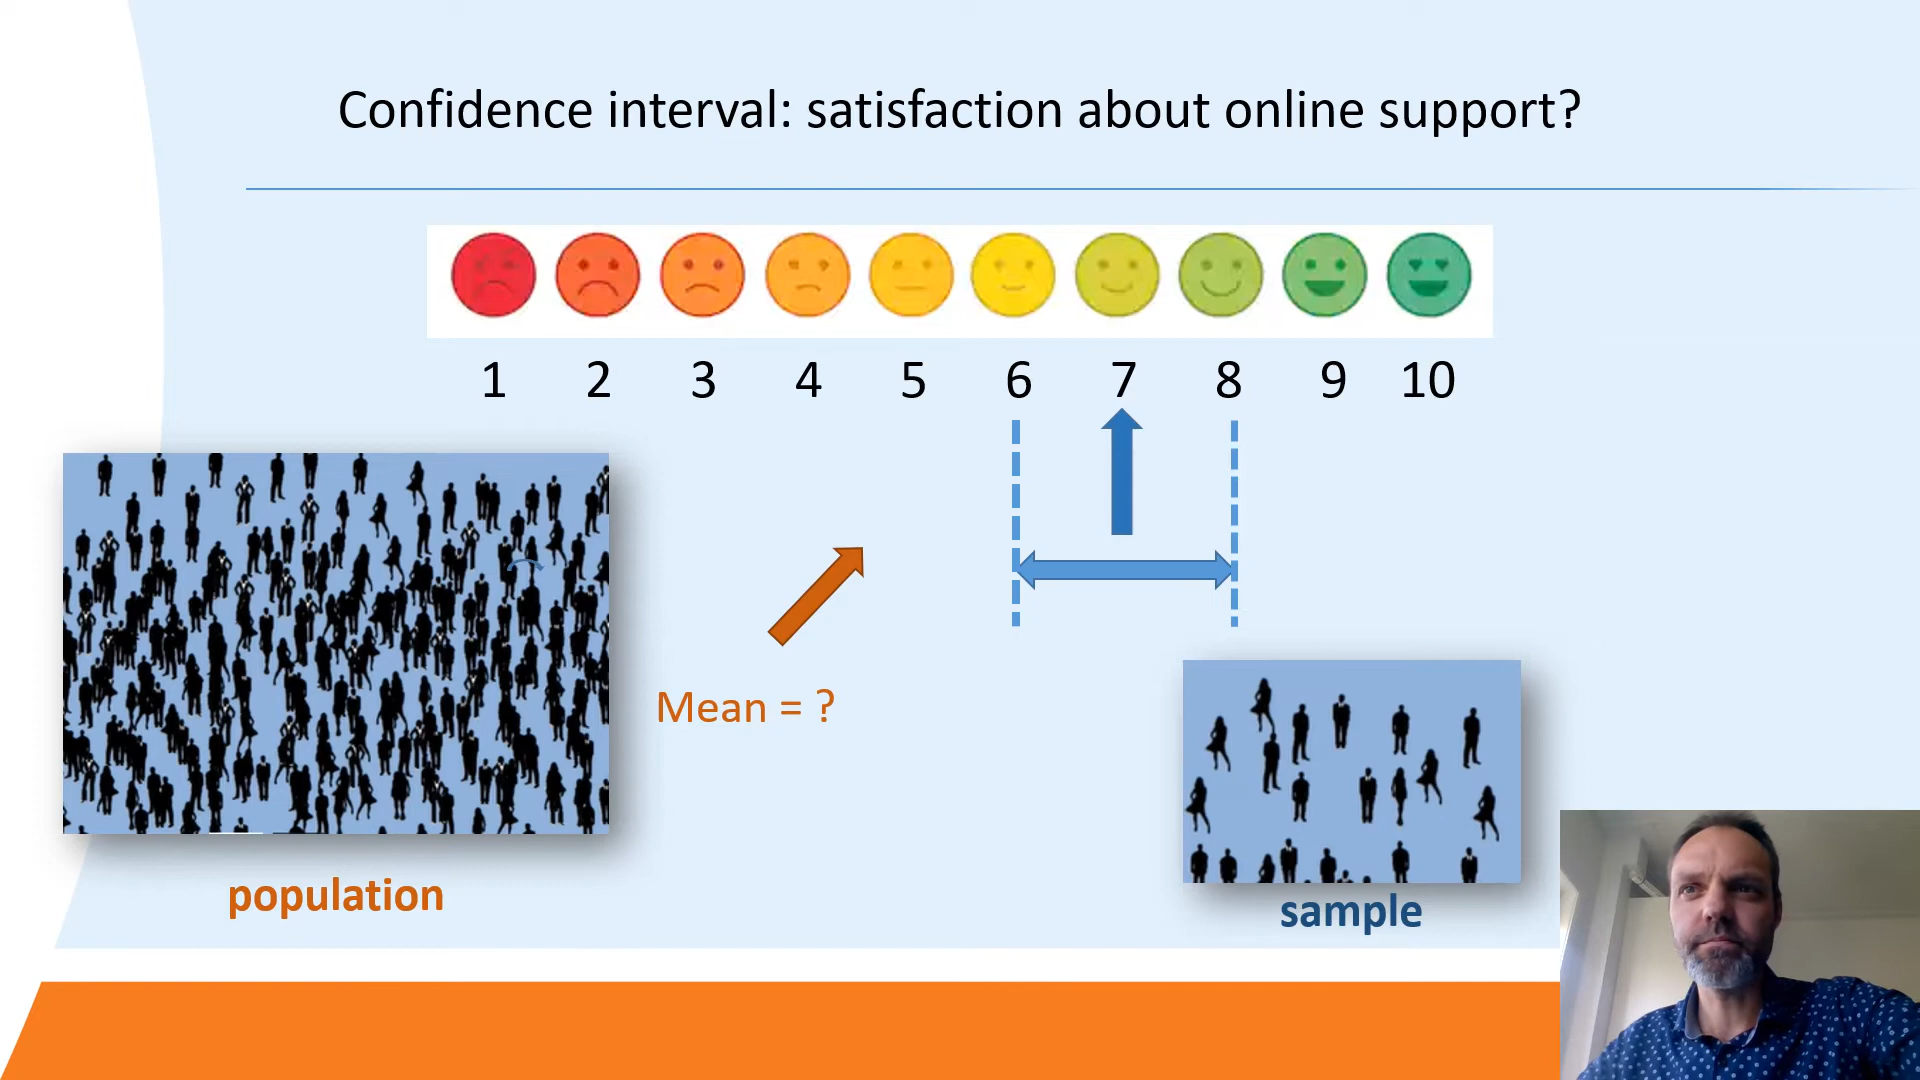 Confidence interval: satisfaction about online support?
1 2 3 4 5 6 7 8 9 10
Mean = ?
population
sample